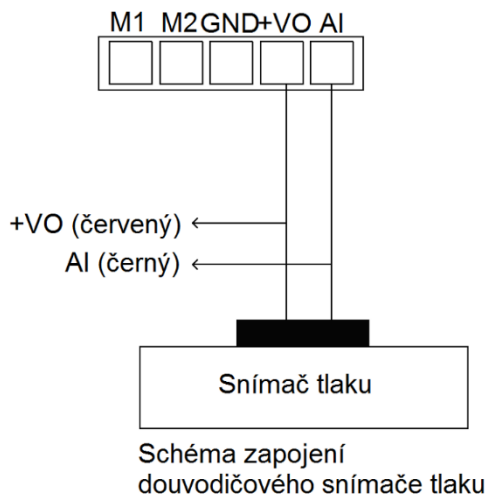 M1 M2 GND +VO AI
+VO (červený)
AI (černý)
Snímač tlaku
Schéma zapojení
douvodičového snímače tlaku